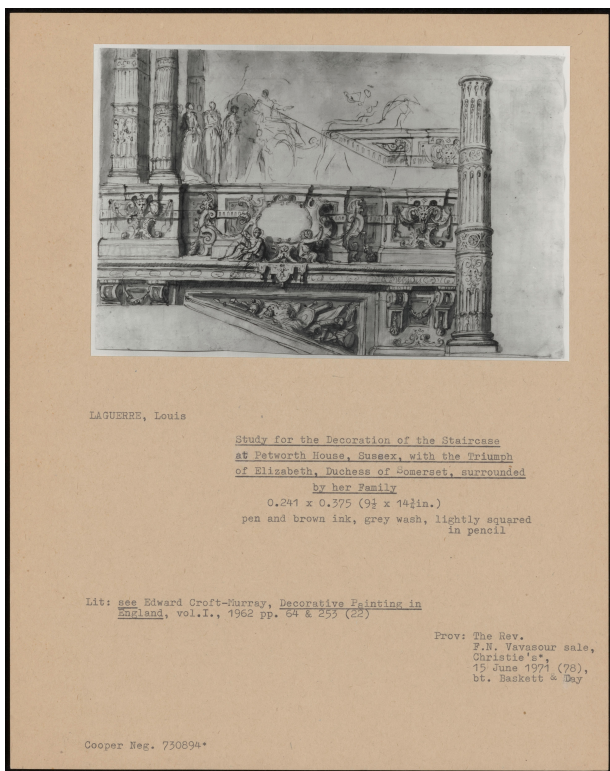 LAGUERRE, Louis
Study for the Decoration of the Staircase
at Petworth House, Sussex, with the Triumph
of Elizabeth, Duchess of Somerset, surrounded
by her Family
0.241 x 0.375 (9½ x 14¾in.)
pen and brown ink, grey wash, lightly squared
in pencil
Lit: see Edward Croft-Murray, Decorative Painting in
England, vol.I., 1962 pp. 64 & 253 (22)
Prov: The Rev.
F.N. Vavasour sale,
Christie's*,
15 June 1971 (78),
bt. Baskett & Day
Cooper Neg. 730894*